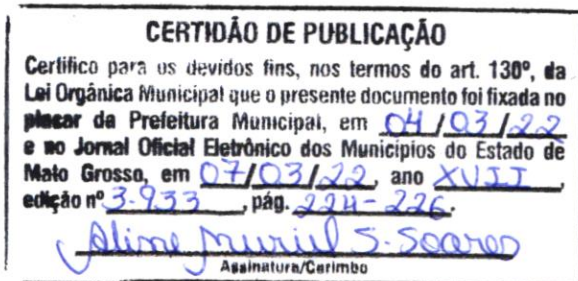 CERTIDÃO DE PUBLICAÇÃO
Certifico para os devidos fins, nos termos do art. 130º, da
Lei Orgânica Municipal que o presente documento foi fixada no
placar da Prefeitura Municipal, em 04/03/22
e no Jornal Oficial Eletrônico dos Municipios do Estado de
Mato Grosso, em 07/03/22, ano XVII,
edição nº 3.933, pág. 224-226.
Aline Muriel S. Soares
Assinatura/Carimbo